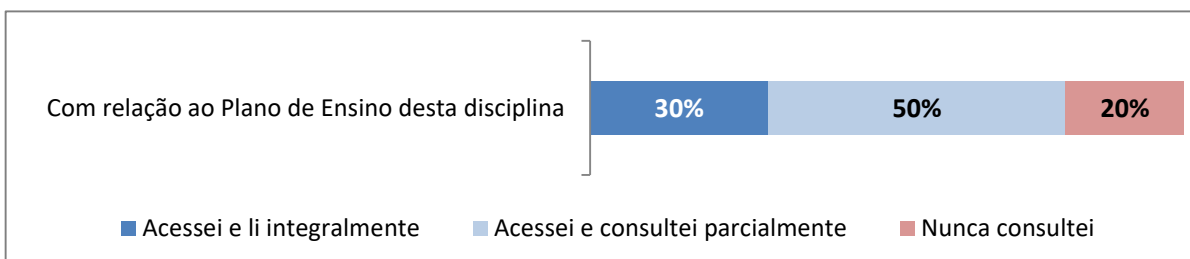 Com relação ao Plano de Ensino desta disciplina
30%
50%
20%
Acessei e li integralmente
Acessei e consultei parcialmente
Nunca consultei